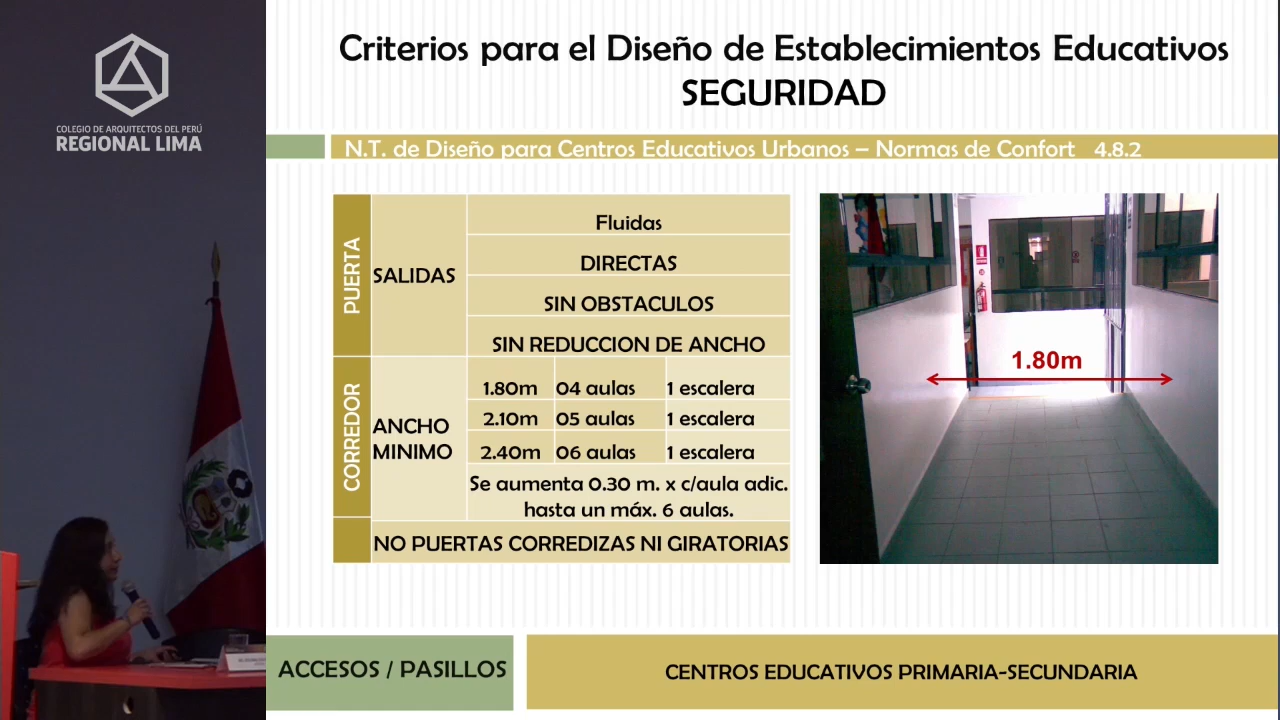 COLEGIO DE ARQUITECTOS DEL PERÚ
REGIONAL LIMA
Criterios para el Diseño de Establecimientos Educativos
SEGURIDAD
N.T. de Diseño para Centros Educativos Urbanos – Normas de Confort 4.8.2
PUERTA
SALIDAS
Fluidas
DIRECTAS
SIN OBSTACULOS
SIN REDUCCION DE ANCHO
CORREDOR
ANCHO
MINIMO
1.80m 04 aulas 1 escalera
2.10m 05 aulas 1 escalera
2.40m 06 aulas 1 escalera
Se aumenta 0.30 m. x c/aula adic.
hasta un máx. 6 aulas.
NO PUERTAS CORREDIZAS NI GIRATORIAS
1.80m
ACCESOS / PASILLOS
CENTROS EDUCATIVOS PRIMARIA-SECUNDARIA